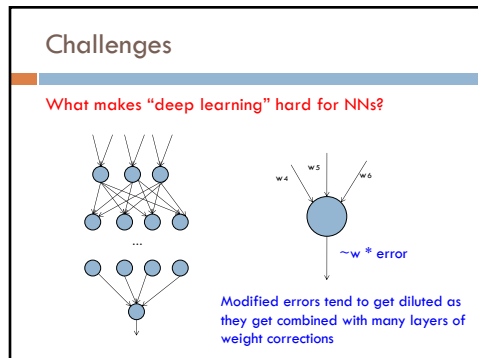 Challenges
What makes “deep learning” hard for NNs?
w4
w5
w6
...
~w * error
Modified errors tend to get diluted as
they get combined with many layers of
weight corrections